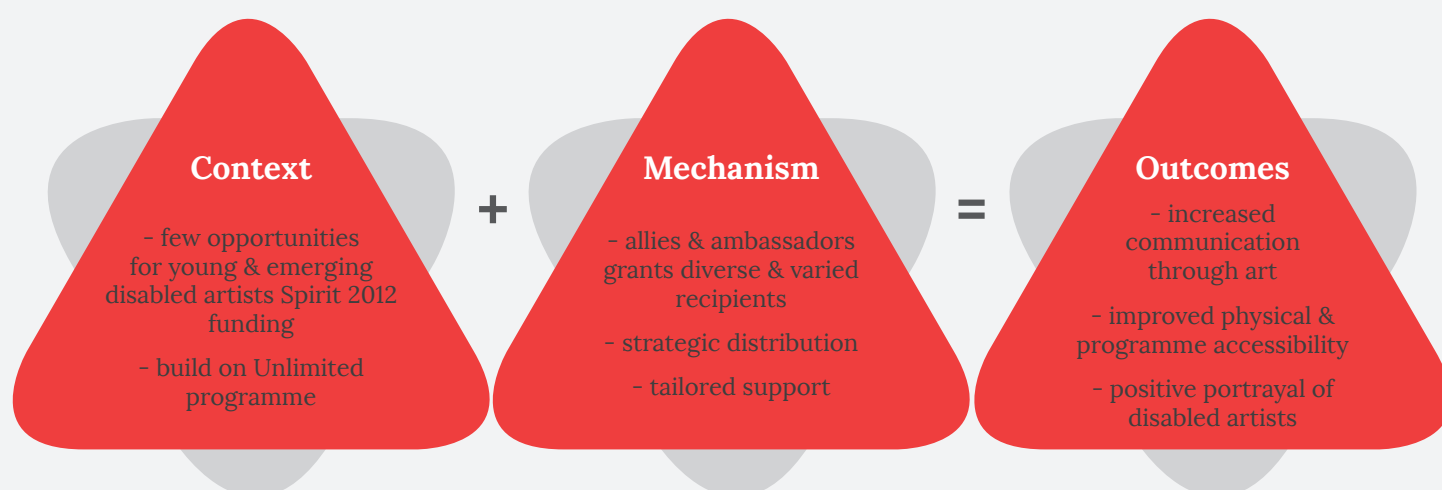 Context
- few opportunities
for young & emerging
disabled artists Spirit 2012
funding
- build on Unlimited
programme
+
Mechanism
- allies & ambassadors
grants diverse & varied
recipients
- strategic distribution
- tailored support
=
Outcomes
- increased
communication
through art
- improved physical &
programme accessibility
- positive portrayal of
disabled artists